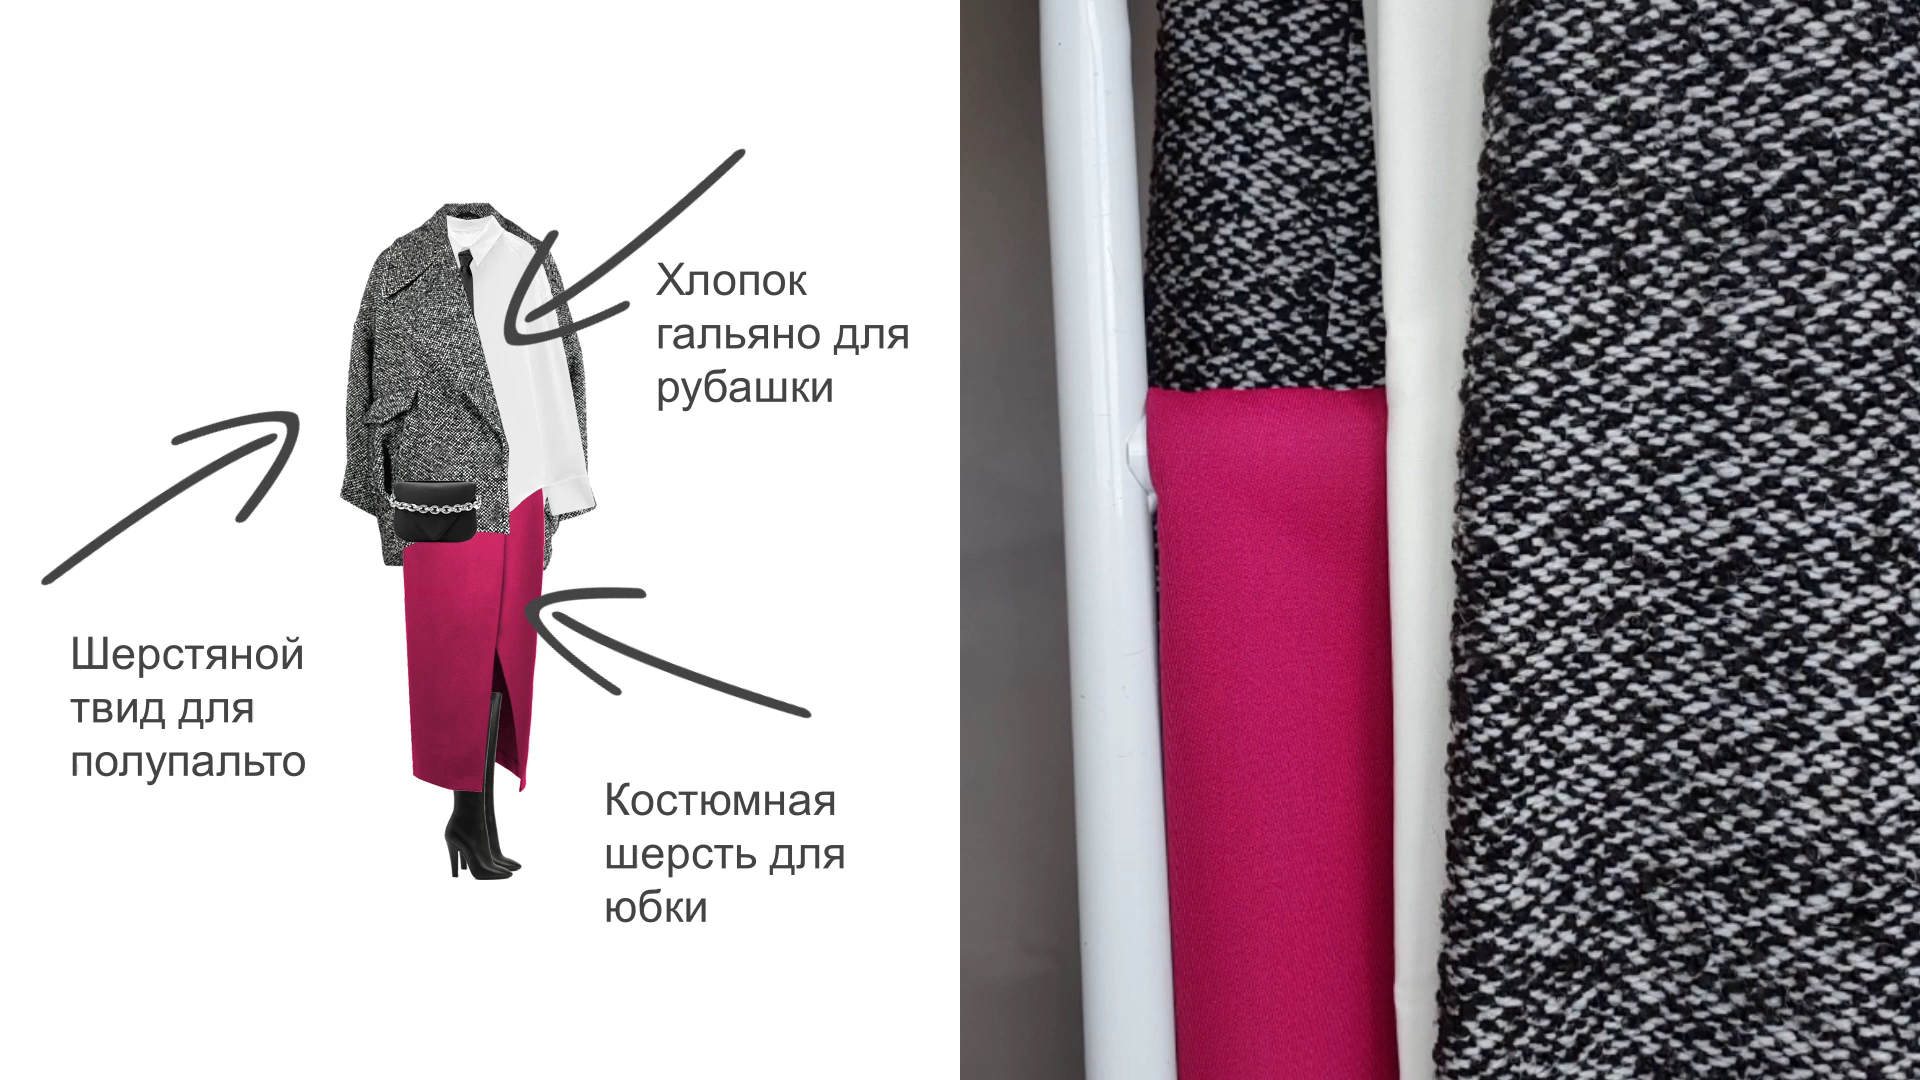 Хлопок
гальяно для
рубашки
Шерстяной
твид для
полупальто
Костюмная
шерсть для
юбки